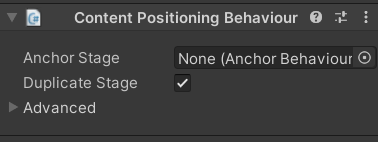 Content Positioning Behaviour
Anchor Stage None (Anchor Behaviour
Duplicate Stage
Advanced